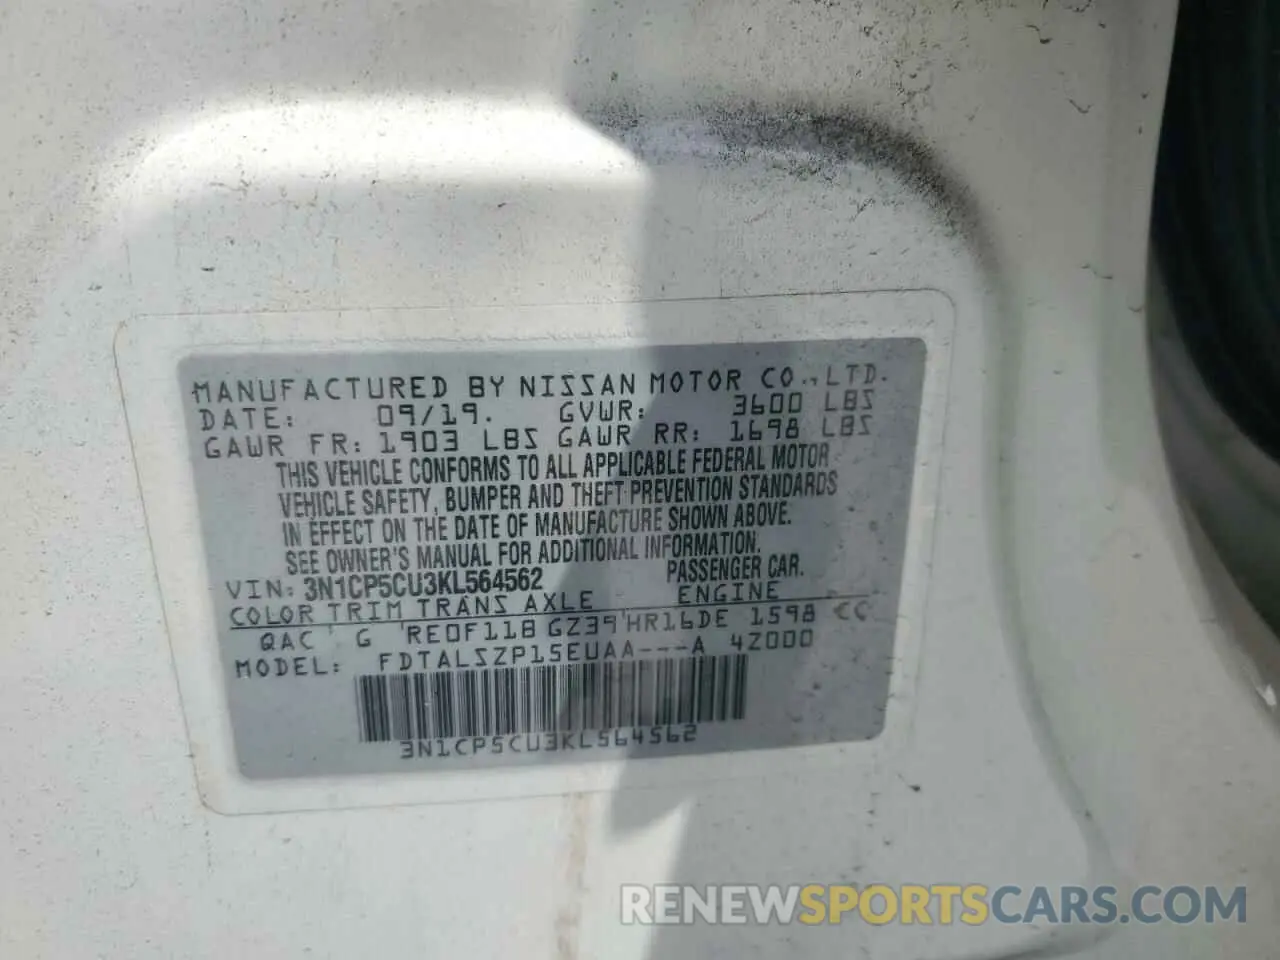 MANUFACTURED BY NISSAN MOTOR CO., LTD.
DATE: 09/19. GVWR: 3600 LBS
GAWR FR: 1903 LBS GAWR RR: 1698 LBS
THIS VEHICLE CONFORMS TO ALL APPLICABLE FEDERAL MOTOR
VEHICLE SAFETY, BUMPER AND THEFT PREVENTION STANDARDS
IN EFFECT ON THE DATE OF MANUFACTURE SHOWN ABOVE.
SEE OWNER'S MANUAL FOR ADDITIONAL INFORMATION.
VIN: 3N1CP5CU3KL564562 PASSENGER CAR.
COLOR TRIM TRANS AXLE ENGINE
QAC G RE0F11B GZ39 HR16DE 1598 CC
MODEL: FDTALSZP15EUAA---A 4Z000
3N1CP5CU3KL564562
RENEWSPORTSCARS.COM